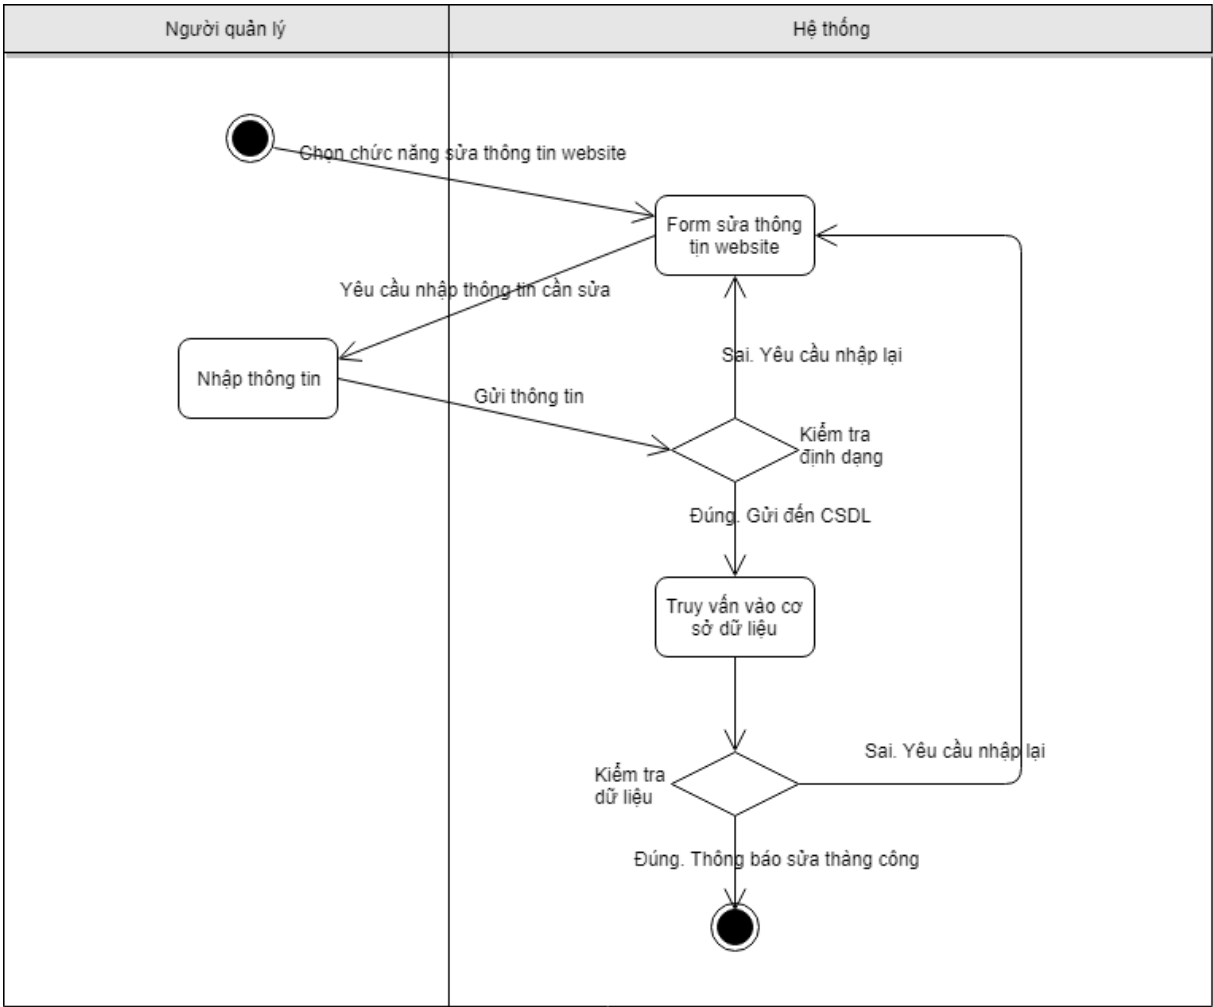 Người quản lý
Hệ thống
Chọn chức năng sửa thông tin website
Form sửa thông
tịn website
Yêu cầu nhập thông tin cần sửa
Sai. Yêu cầu nhập lại
Nhập thông tin
Gửi thông tin
Kiểm tra
định dạng
Đúng. Gửi đến CSDL
Truy vấn vào cơ
sở dữ liệu
Sai. Yêu cầu nhập lại
Kiểm tra
dữ liệu
Đúng. Thông báo sửa thàng công